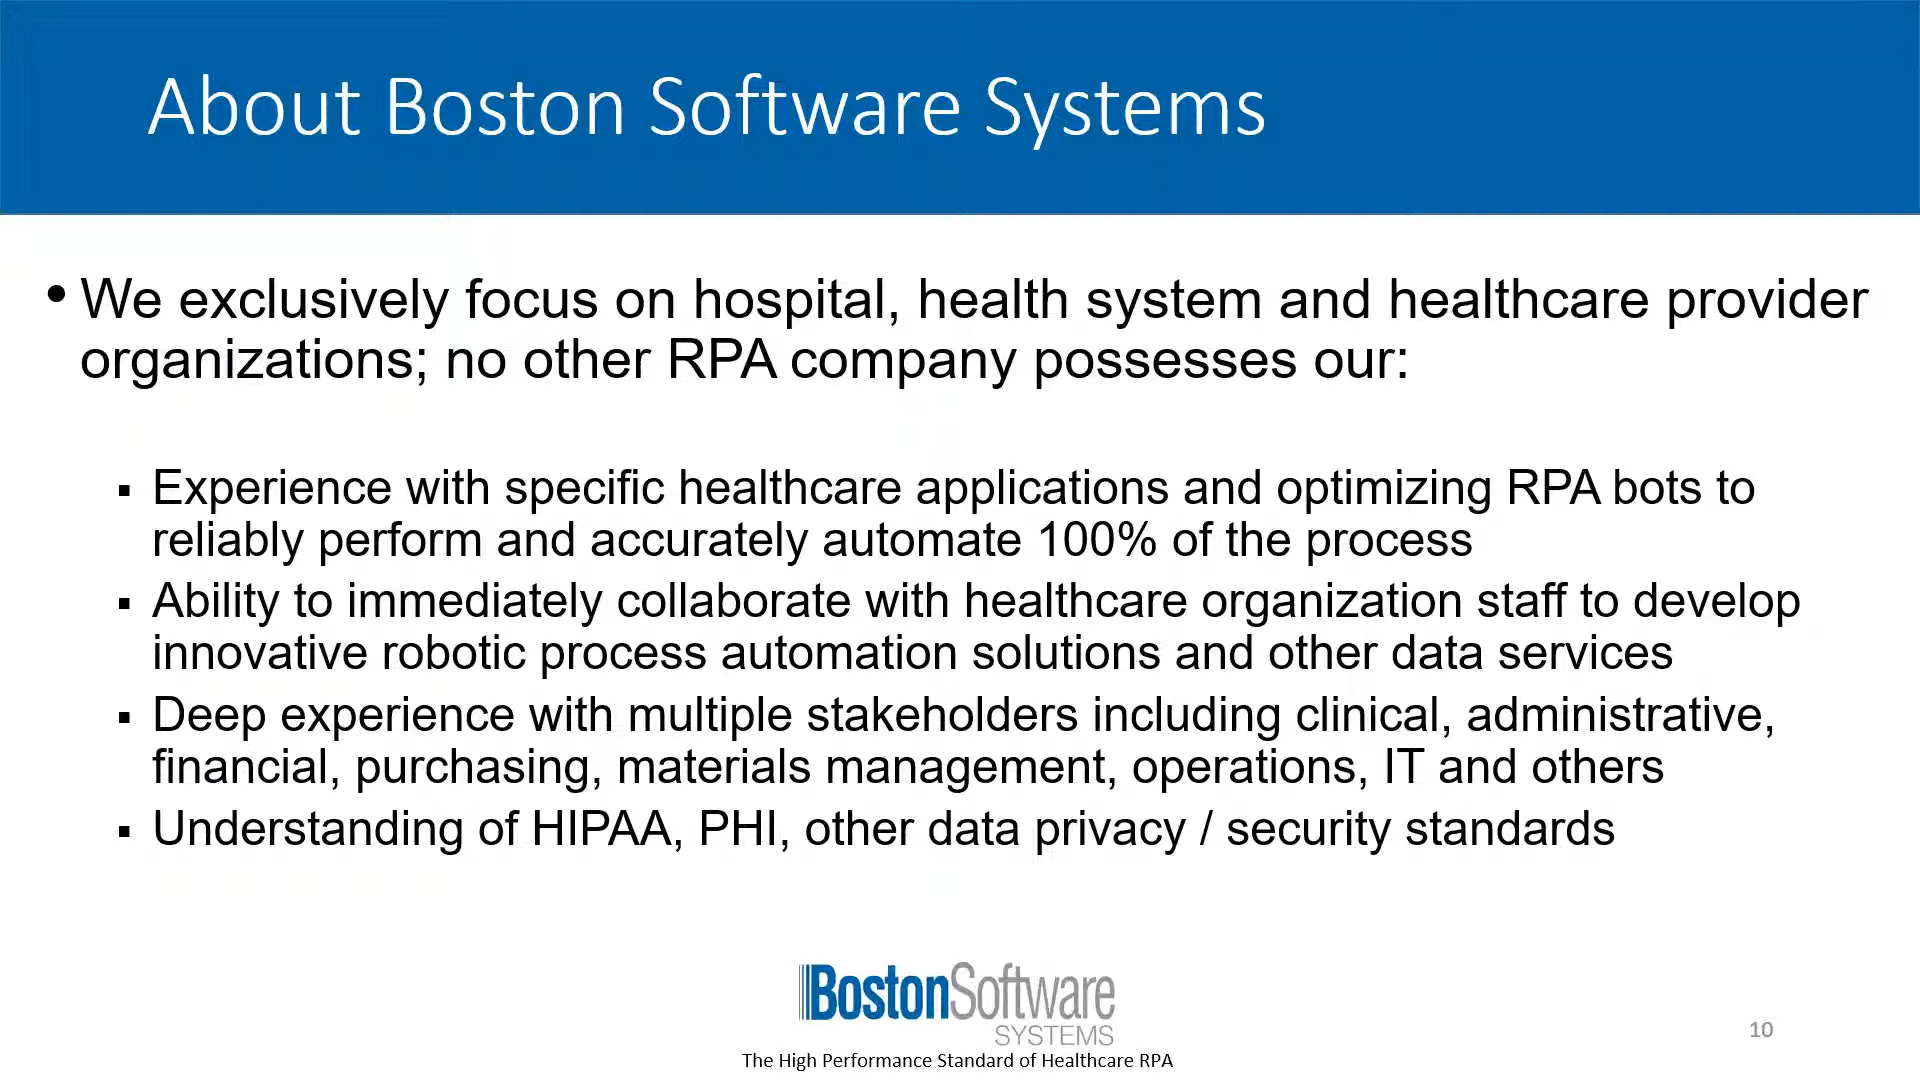 About Boston Software Systems
• We exclusively focus on hospital, health system and healthcare provider
organizations; no other RPA company possesses our:
▪ Experience with specific healthcare applications and optimizing RPA bots to
reliably perform and accurately automate 100% of the process
▪ Ability to immediately collaborate with healthcare organization staff to develop
innovative robotic process automation solutions and other data services
▪ Deep experience with multiple stakeholders including clinical, administrative,
financial, purchasing, materials management, operations, IT and others
▪ Understanding of HIPAA, PHI, other data privacy / security standards
BostonSoftware
SYSTEMS
The High Performance Standard of Healthcare RPA
10